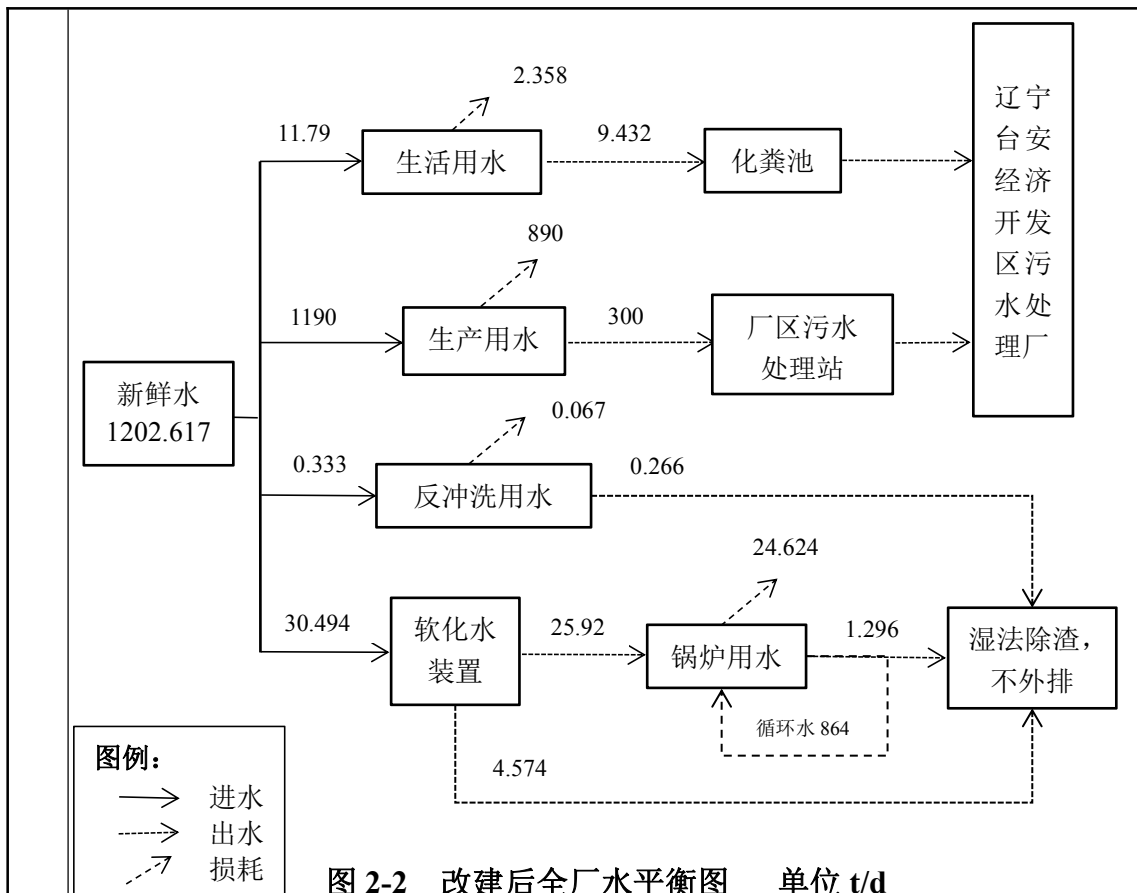 2.358
11.79
生活用水
9.432
化粪池
辽宁
台安
经济
开发
区污
水处
理厂
890
1190
生产用水
300
厂区污水
处理站
新鲜水
1202.617
0.067
0.333
反冲洗用水
0.266
24.624
30.494
软化水
装置
25.92
锅炉用水
1.296
湿法除渣,
不外排
循环水 864
4.574
图例：
进水
出水
损耗
图 2-2 改建后全厂水平衡图 单位 t/d